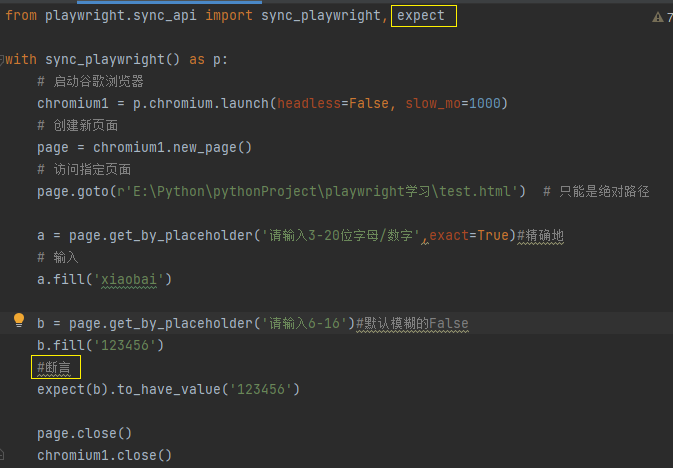 from playwright.sync_api import sync_playwright, expect
7
with sync_playwright() as p:
# 启动谷歌浏览器
chromium1 = p.chromium.launch(headless=False, slow_mo=1000)
# 创建新页面
page = chromium1.new_page()
# 访问指定页面
page.goto(r'E:\Python\pythonProject\playwright学习\test.html')  # 只能是绝对路径
a = page.get_by_placeholder('请输入3-20位字母/数字',exact=True)#精确地
# 输入
a.fill('xiaobai')
b = page.get_by_placeholder('请输入6-16')#默认模糊的False
b.fill('123456')
#断言
expect(b).to_have_value('123456')
page.close()
chromium1.close()